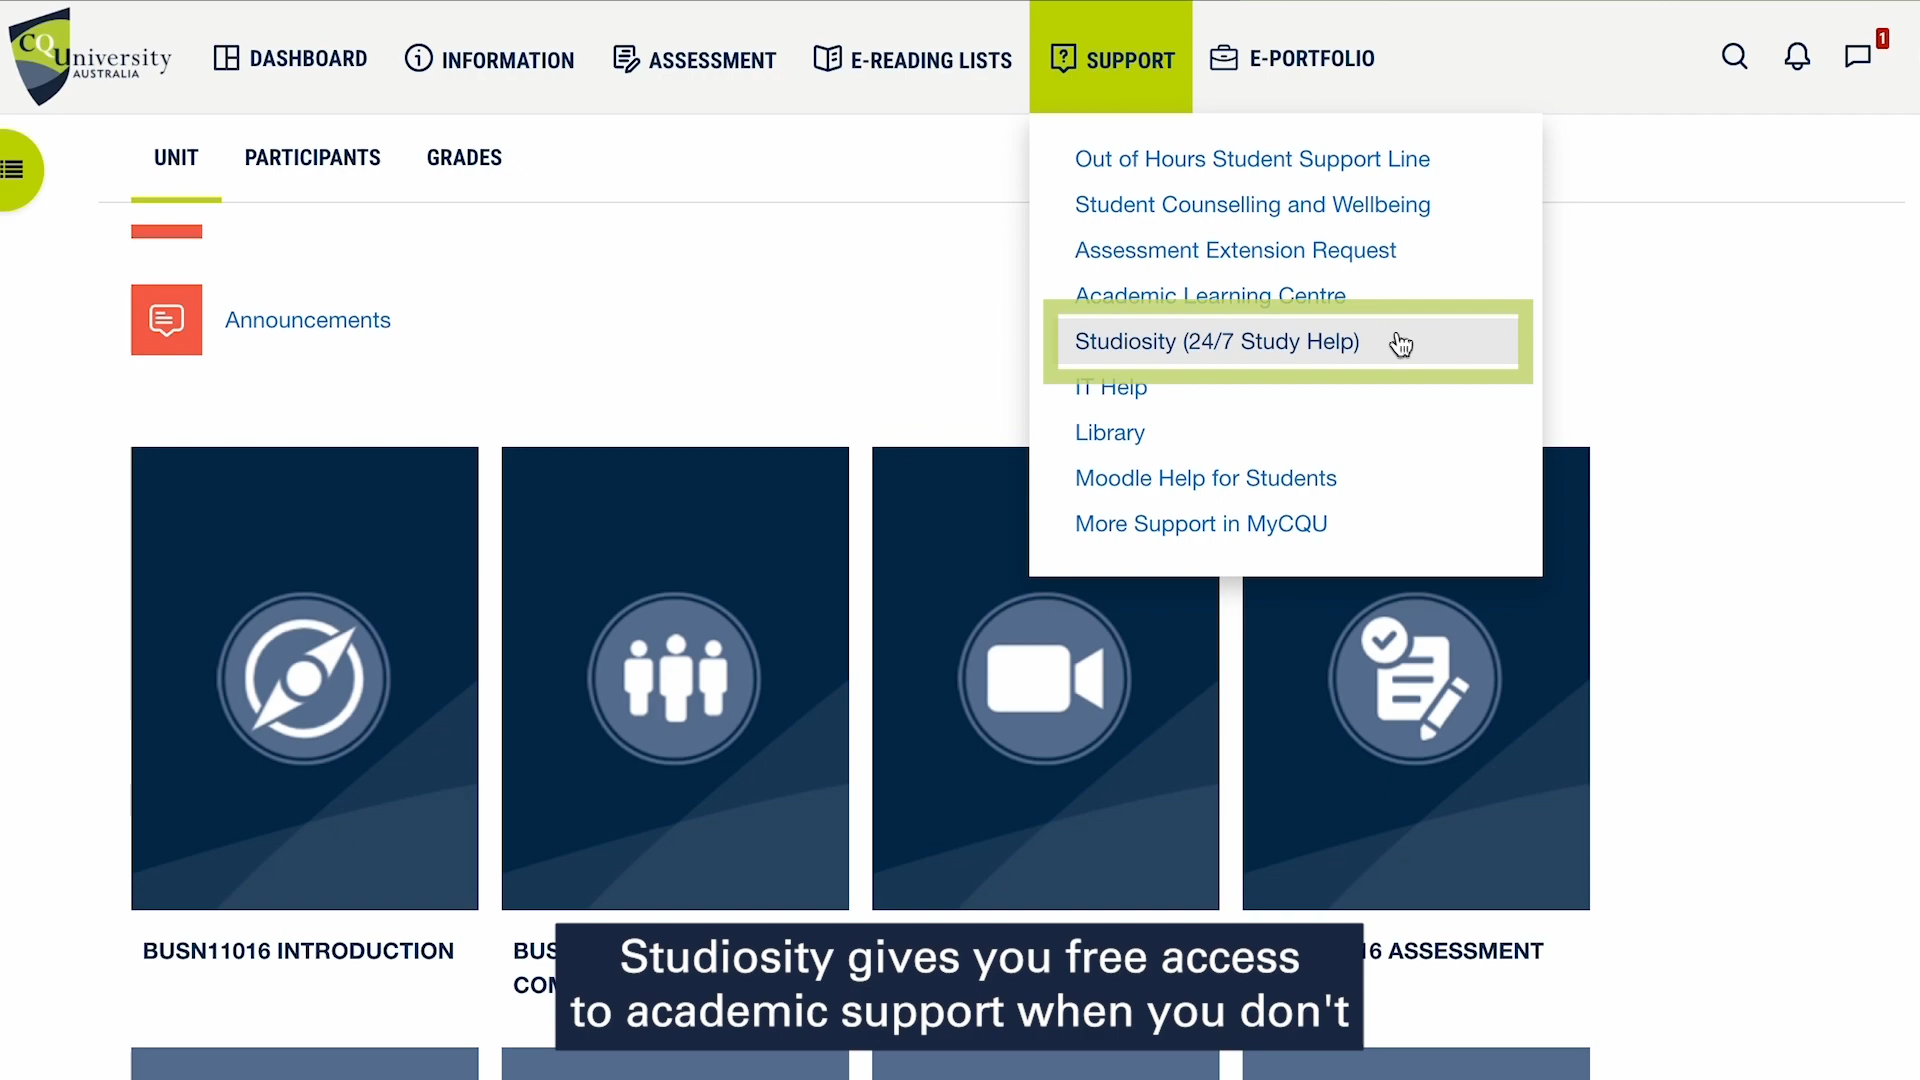 CQUniversity
AUSTRALIA
DASHBOARD
INFORMATION
ASSESSMENT
E-READING LISTS
SUPPORT
E-PORTFOLIO
1
UNIT
PARTICIPANTS
GRADES
Out of Hours Student Support Line
Student Counselling and Wellbeing
Assessment Extension Request
Academic Learning Centre
Studiosity (24/7 Study Help)
IT Help
Library
Moodle Help for Students
More Support in MyCQU
Announcements
BUSN11016 INTRODUCTION
BUS
COM
16 ASSESSMENT
Studiosity gives you free access
to academic support when you don't